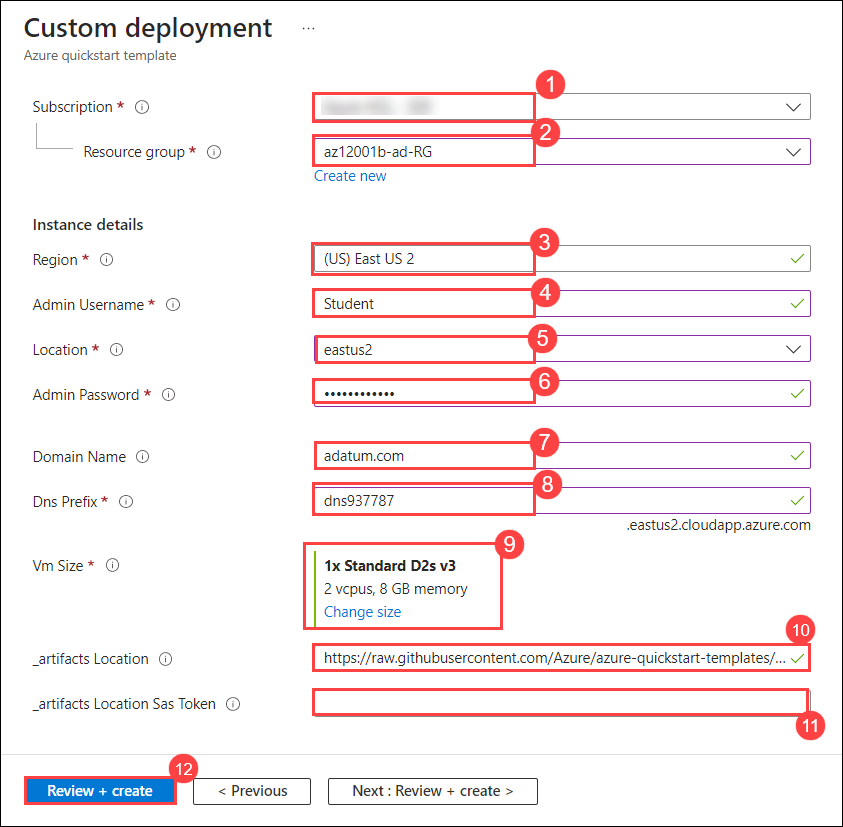 Custom deployment ...
Azure quickstart template
Subscription * 1
Resource group * az12001b-ad-RG 2
Create new
Instance details
Region * (US) East US 2 3
Admin Username * Student 4
Location * eastus2 5
Admin Password * •••••••••••• 6
Domain Name adatum.com 7
Dns Prefix * dns937787 8
.eastus2.cloudapp.azure.com
Vm Size * 1x Standard D2s v3 9
2 vcpus, 8 GB memory
Change size
_artifacts Location https://raw.githubusercontent.com/Azure/azure-quickstart-templates/... 10
_artifacts Location Sas Token 11
Review + create 12 < Previous Next : Review + create >